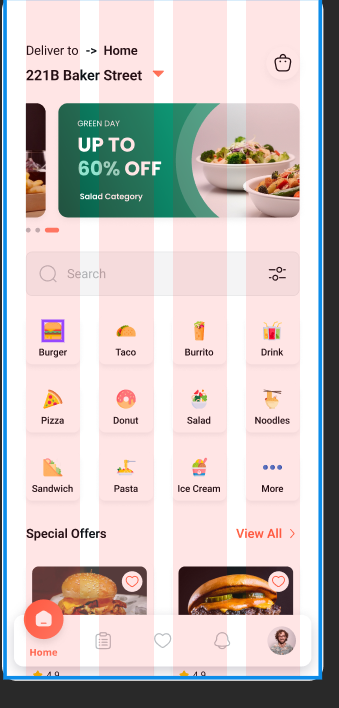 Deliver to -> Home
221B Baker Street
GREEN DAY
UP TO
60% OFF
Salad Category
Search
Burger Taco Burrito Drink
Pizza Donut Salad Noodles
Sandwich Pasta Ice Cream More
Special Offers View All >
Home
4.9 4.9